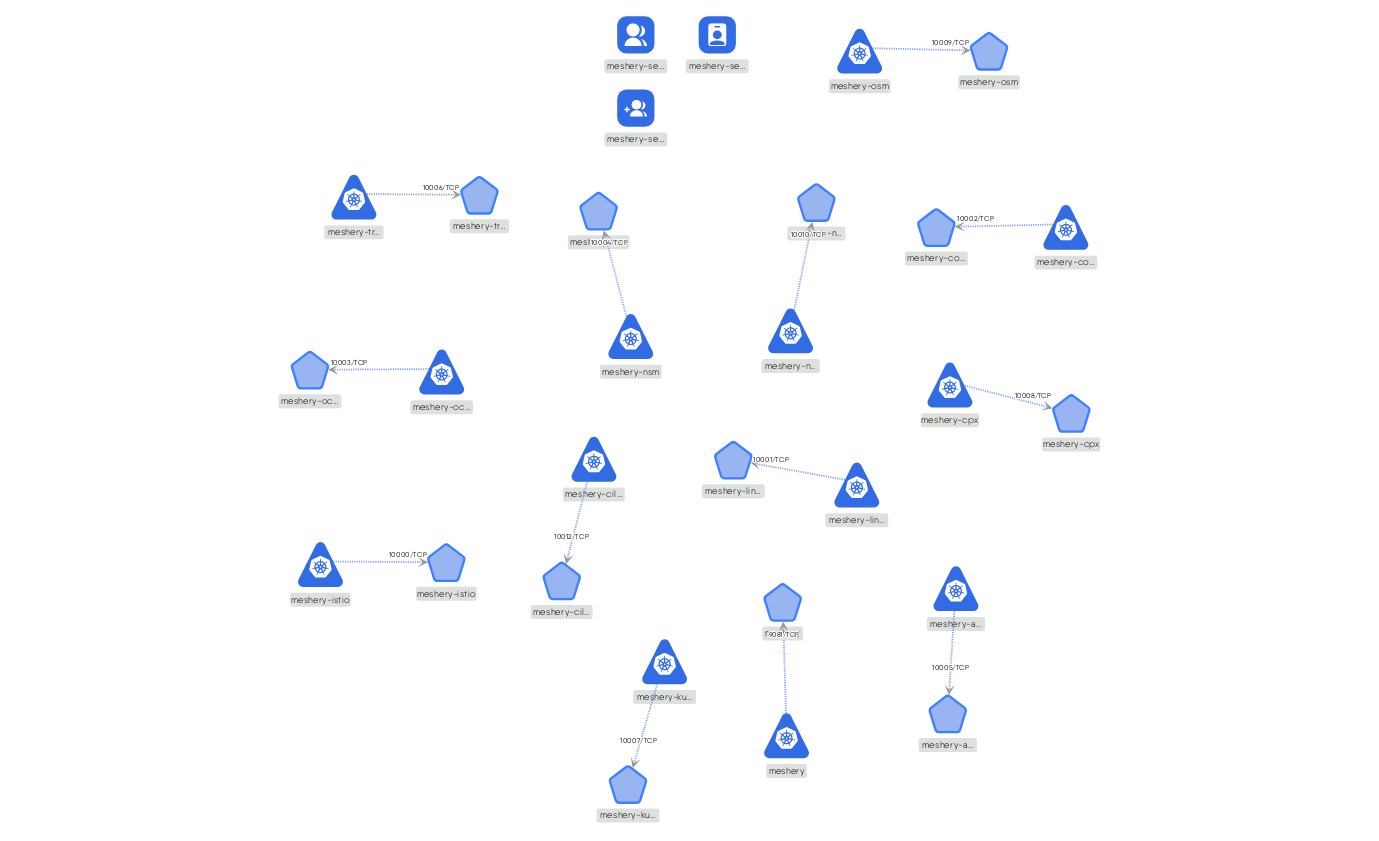 meshery-se...
meshery-se...
10009/TCP
meshery-osm
meshery-osm
meshery-se...
10006/TCP
meshery-tr...
meshery-tr...
10004/TCP
10010/TCP
10002/TCP
meshery-co...
meshery-co...
10003/TCP
meshery-oc...
meshery-oc...
meshery-nsm
meshery-n...
10008/TCP
meshery-cpx
meshery-cpx
meshery-cil...
10001/TCP
meshery-lin...
meshery-lin...
10012/TCP
10000/TCP
meshery-istio
meshery-istio
meshery-cil...
9081/TCP
meshery-a...
10005/TCP
meshery-ku...
10007/TCP
meshery
meshery-a...
meshery-ku...